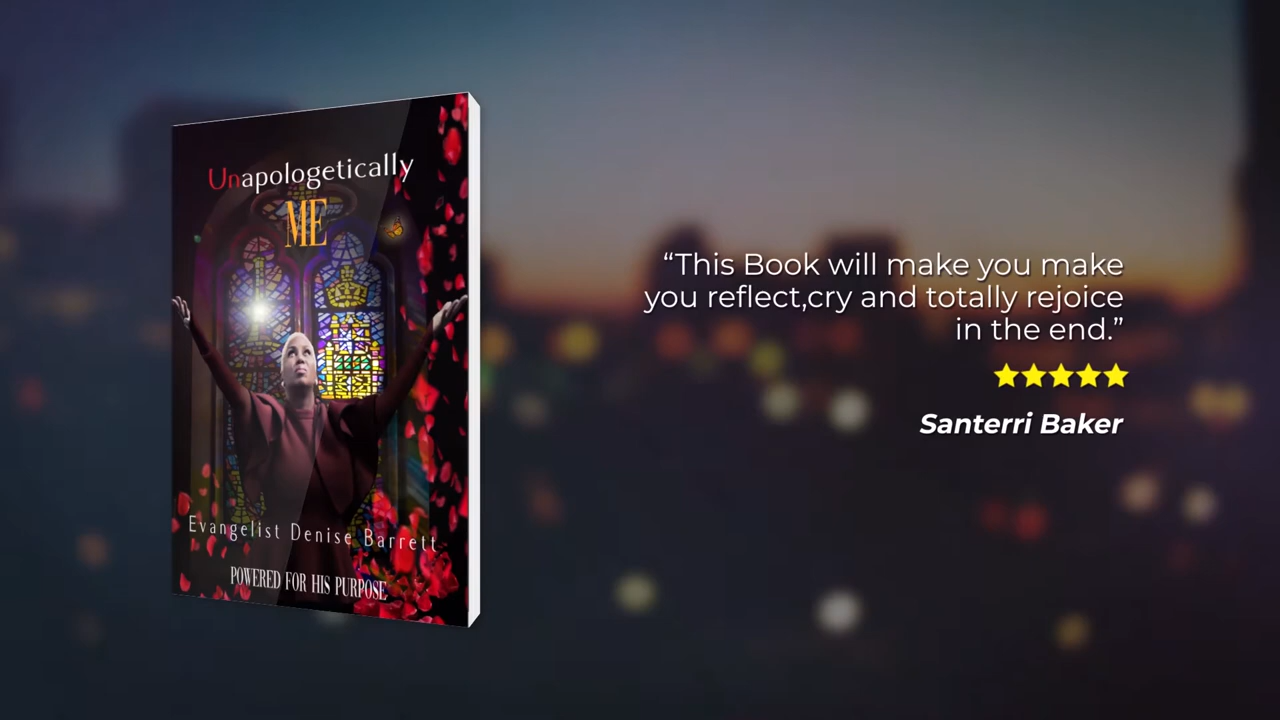 Unapologetically
ME
Evangelist Denise Barrett
POWERED FOR HIS PURPOSE
“This Book will make you make
you reflect,cry and totally rejoice
in the end.”
Santerri Baker